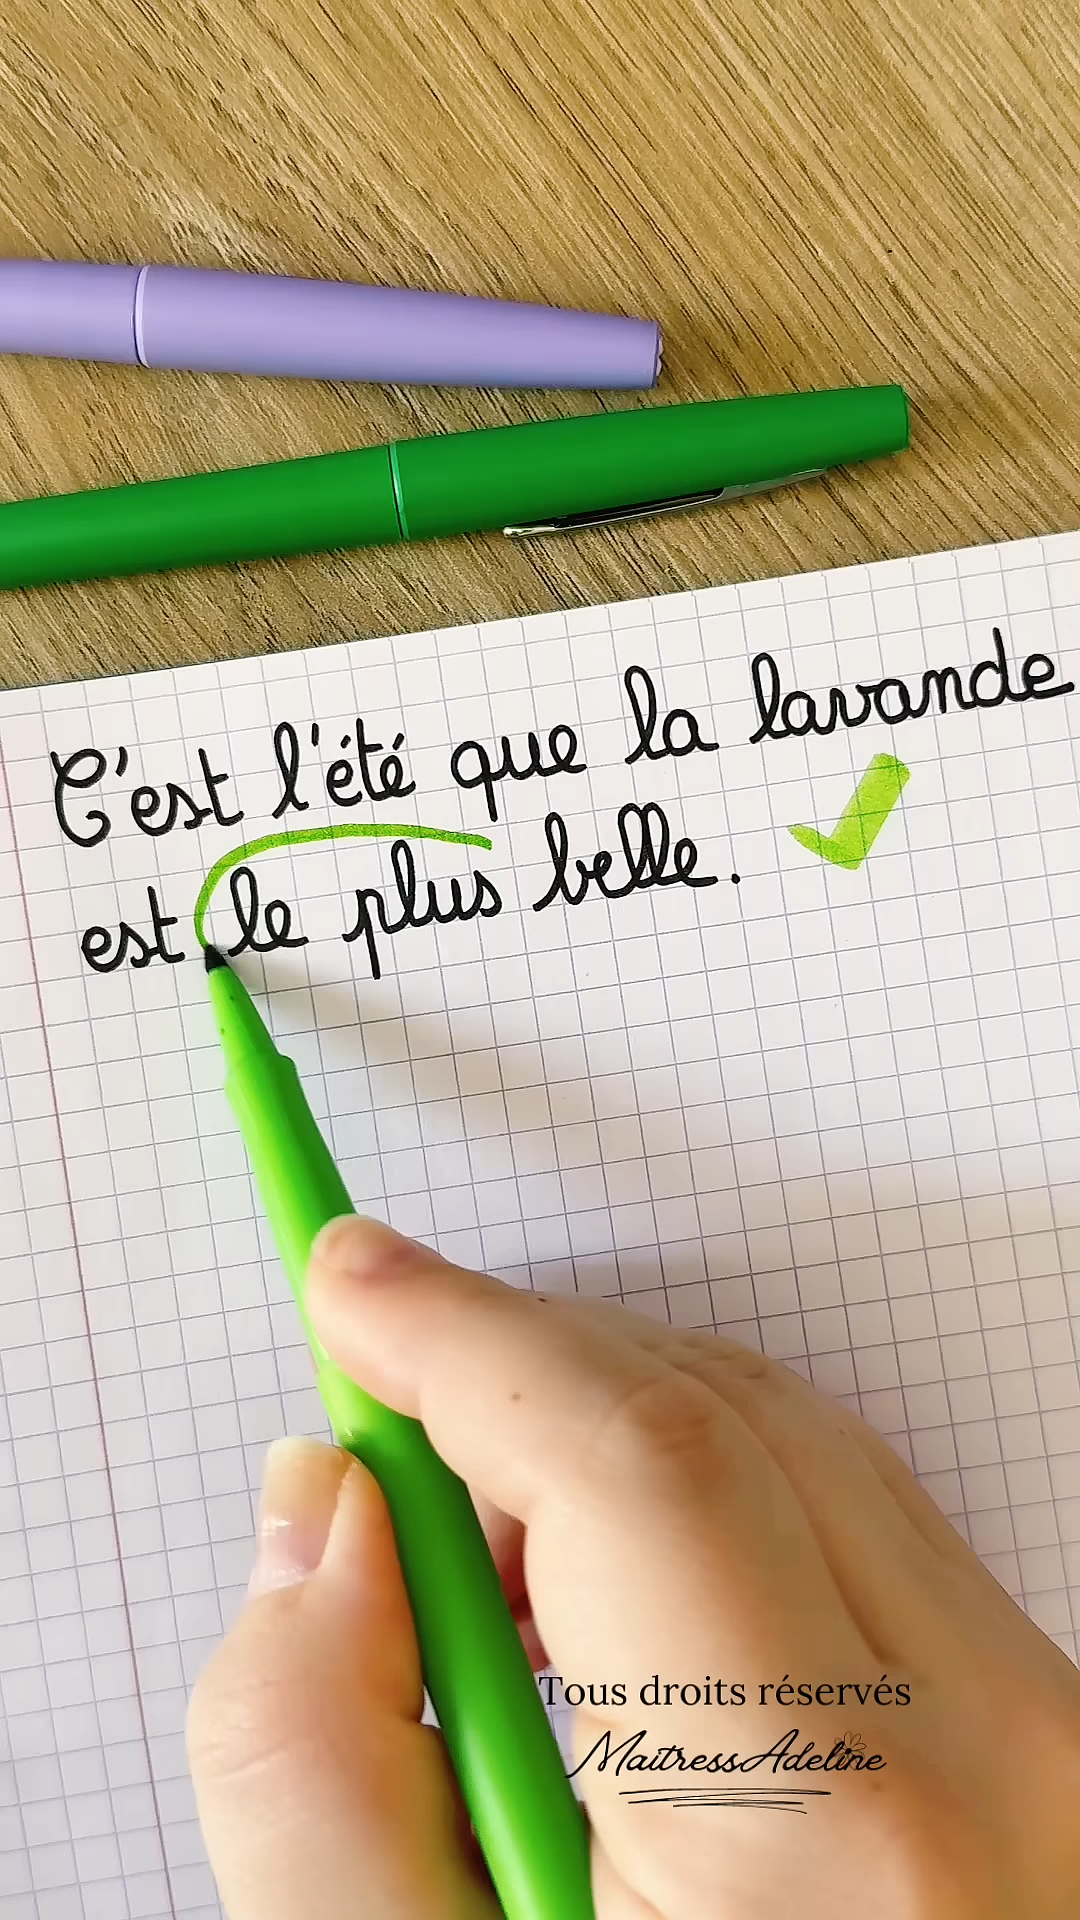 C'est l'été que la lavande
est le plus belle.
Tous droits réservés
MaitressAdeline